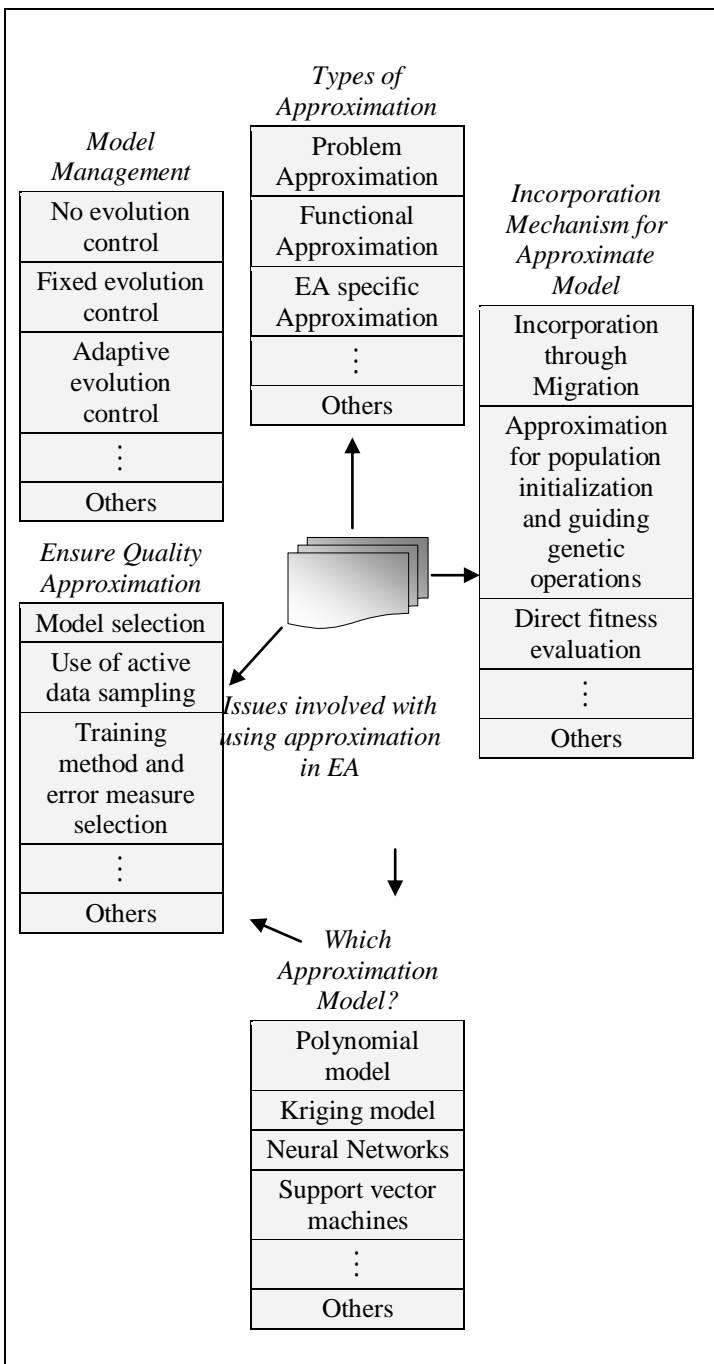 Types of
Approximation
Problem
Approximation
Functional
Approximation
EA specific
Approximation
⋮
Others
Model
Management
No evolution
control
Fixed evolution
control
Adaptive
evolution
control
⋮
Others
Incorporation
Mechanism for
Approximate
Model
Incorporation
through
Migration
Approximation
for population
initialization
and guiding
genetic
operations
Direct fitness
evaluation
⋮
Others
Ensure Quality
Approximation
Model selection
Use of active
data sampling
Training
method and
error measure
selection
⋮
Others
Issues involved with
using approximation
in EA
Which
Approximation
Model?
Polynomial
model
Kriging model
Neural Networks
Support vector
machines
⋮
Others